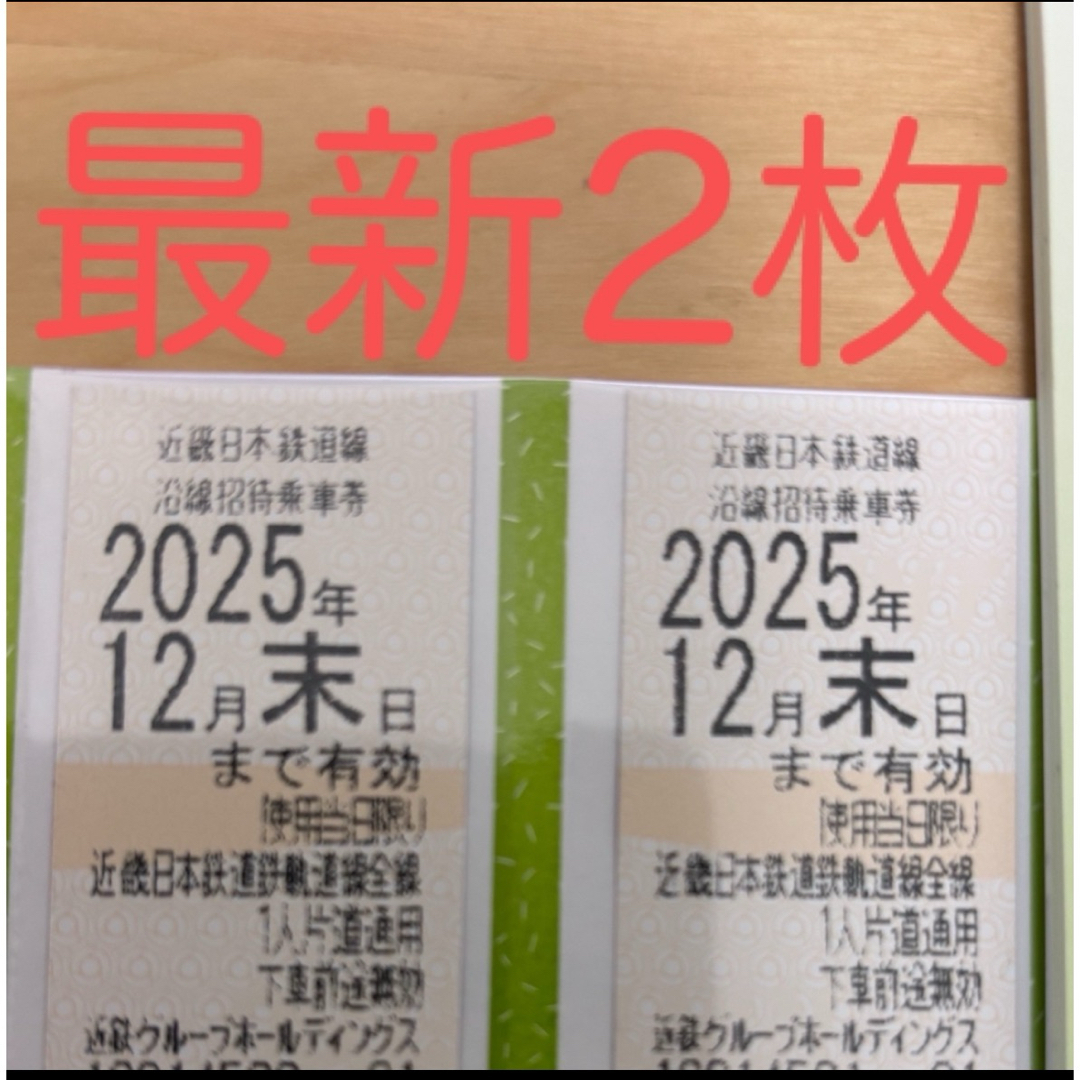 最新2枚
近畿日本鉄道線
沿線招待乗車券
2025年
12月末日
まで有効
使用当日限り
近畿日本鉄道鉄軌道線全線
1人片道通用
下車前途無効
近鉄グループホールディングス
近畿日本鉄道線
沿線招待乗車券
2025年
12月末日
まで有効
使用当日限り
近畿日本鉄道鉄軌道線全線
1人片道通用
下車前途無効
近鉄グループホールディングス